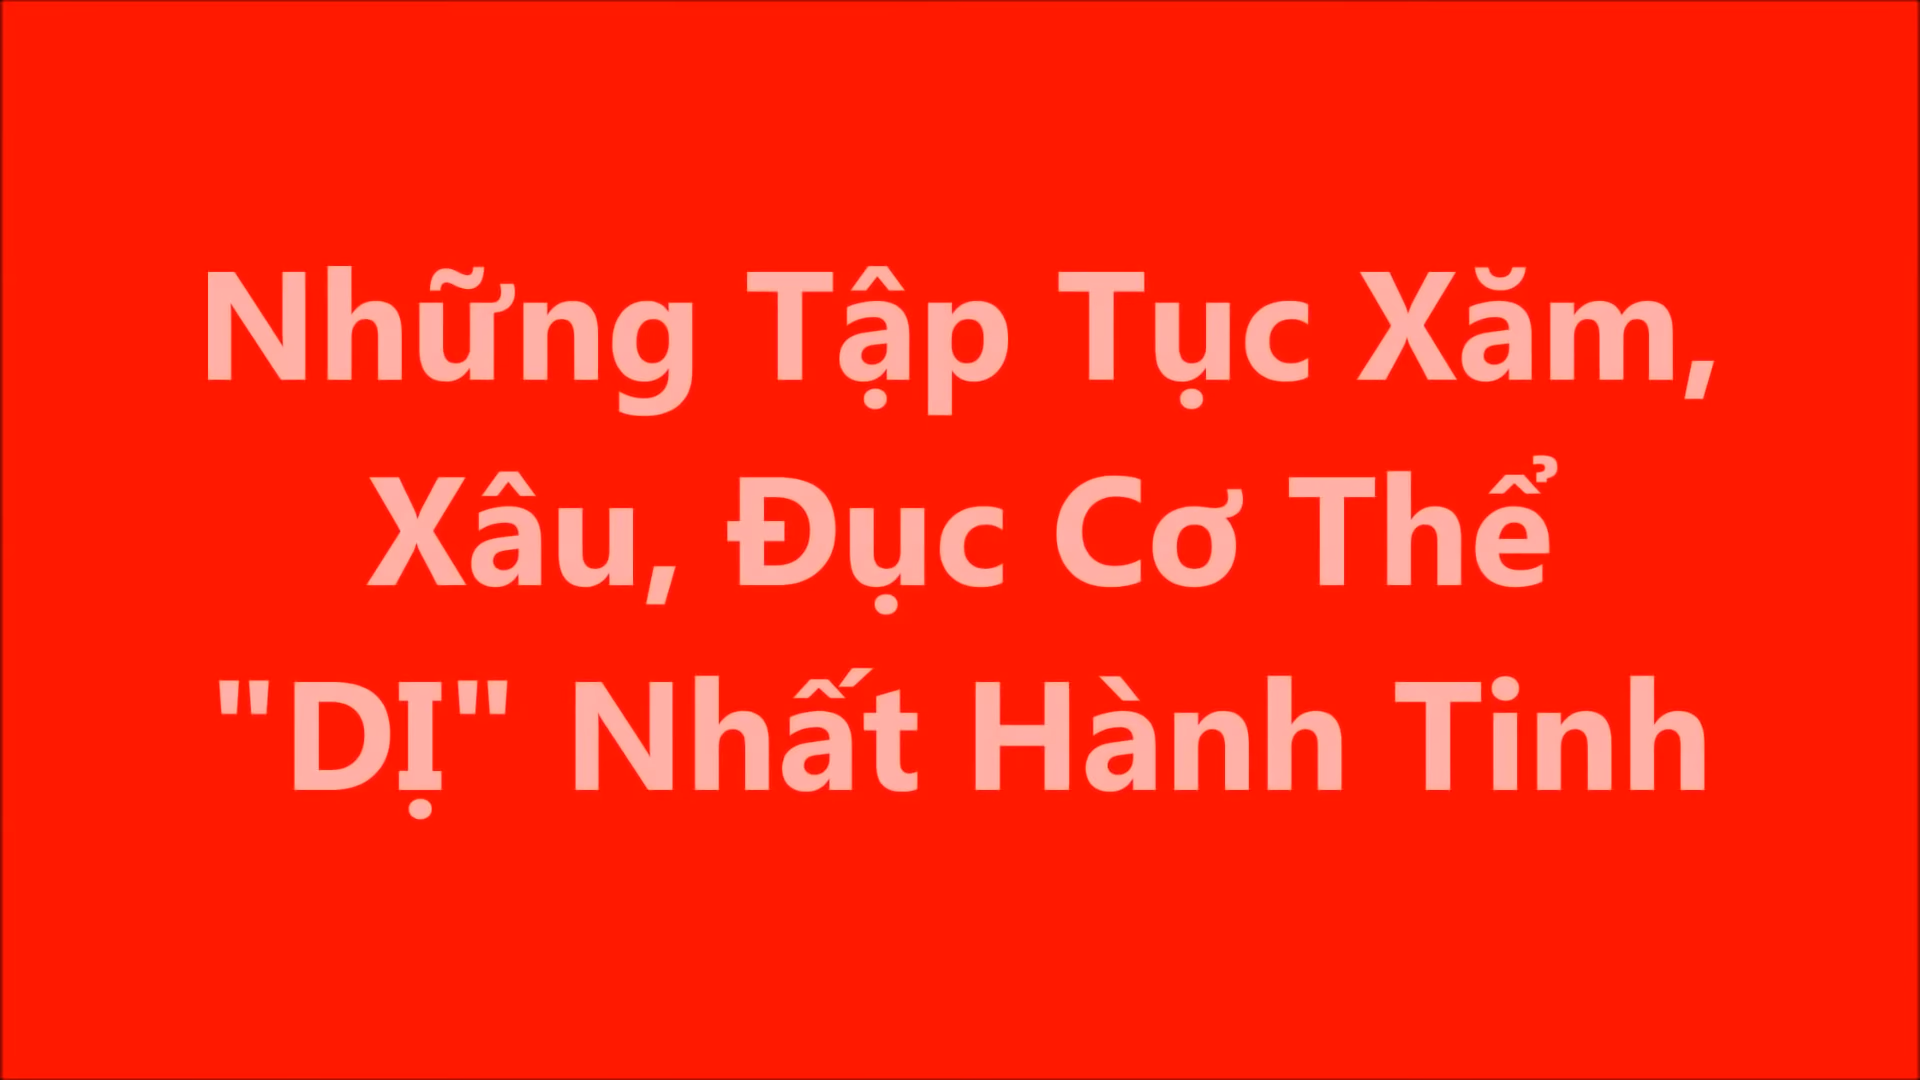 Những Tập Tục Xăm,
Xâu, Đục Cơ Thể
"DỊ" Nhất Hành Tinh